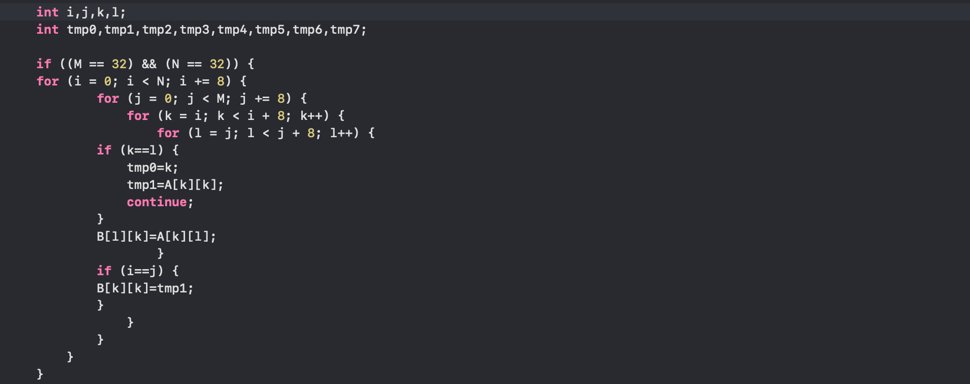 int i,j,k,l;
int tmp0,tmp1,tmp2,tmp3,tmp4,tmp5,tmp6,tmp7;
if ((M == 32) && (N == 32)) {
for (i = 0; i < N; i += 8) {
for (j = 0; j < M; j += 8) {
for (k = i; k < i + 8; k++) {
for (l = j; l < j + 8; l++) {
if (k==l) {
tmp0=k;
tmp1=A[k][k];
continue;
}
B[l][k]=A[k][l];
}
if (i==j) {
B[k][k]=tmp1;
}
}
}
}
}